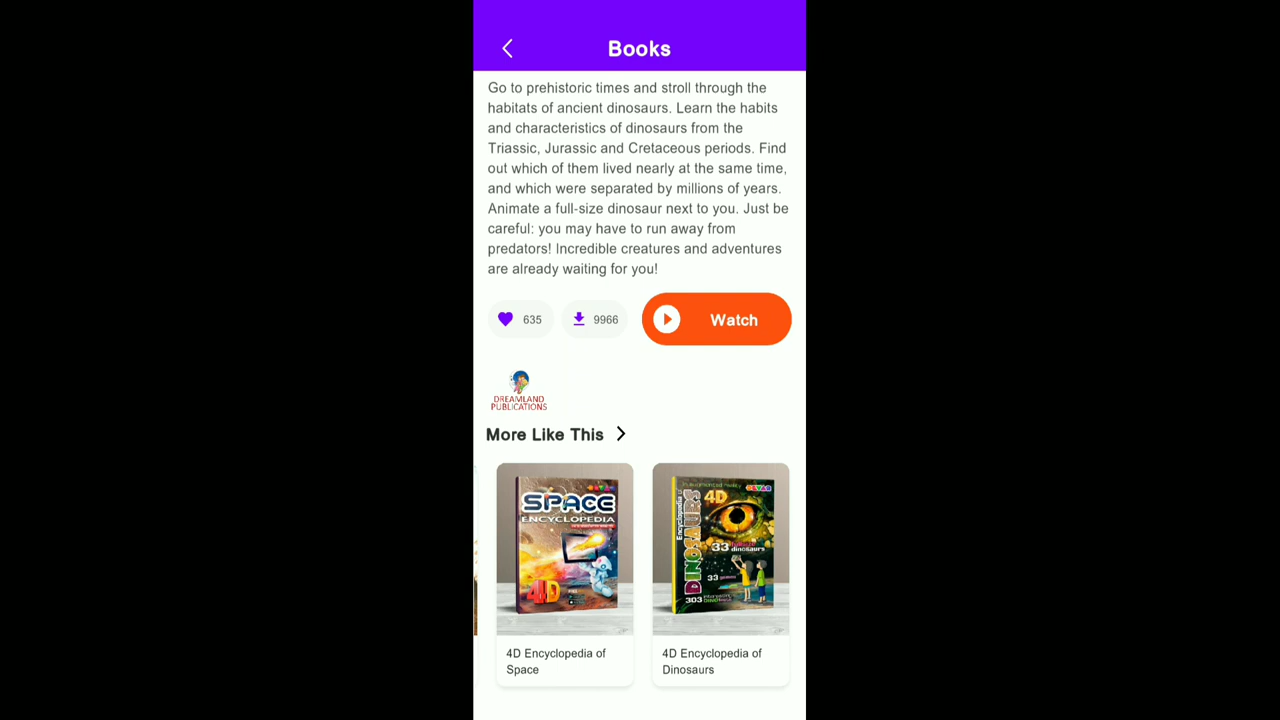 Books
Go to prehistoric times and stroll through the
habitats of ancient dinosaurs. Learn the habits
and characteristics of dinosaurs from the
Triassic, Jurassic and Cretaceous periods. Find
out which of them lived nearly at the same time,
and which were separated by millions of years.
Animate a full-size dinosaur next to you. Just be
careful: you may have to run away from
predators! Incredible creatures and adventures
are already waiting for you!
635
9966
Watch
DREAMLAND
PUBLICATIONS
More Like This
SPACE
ENCYCLOPEDIA
4D
Encyclopedia
DINOSAURS
4D
33
dinosaurs
33
303
4D Encyclopedia of
Space
4D Encyclopedia of
Dinosaurs